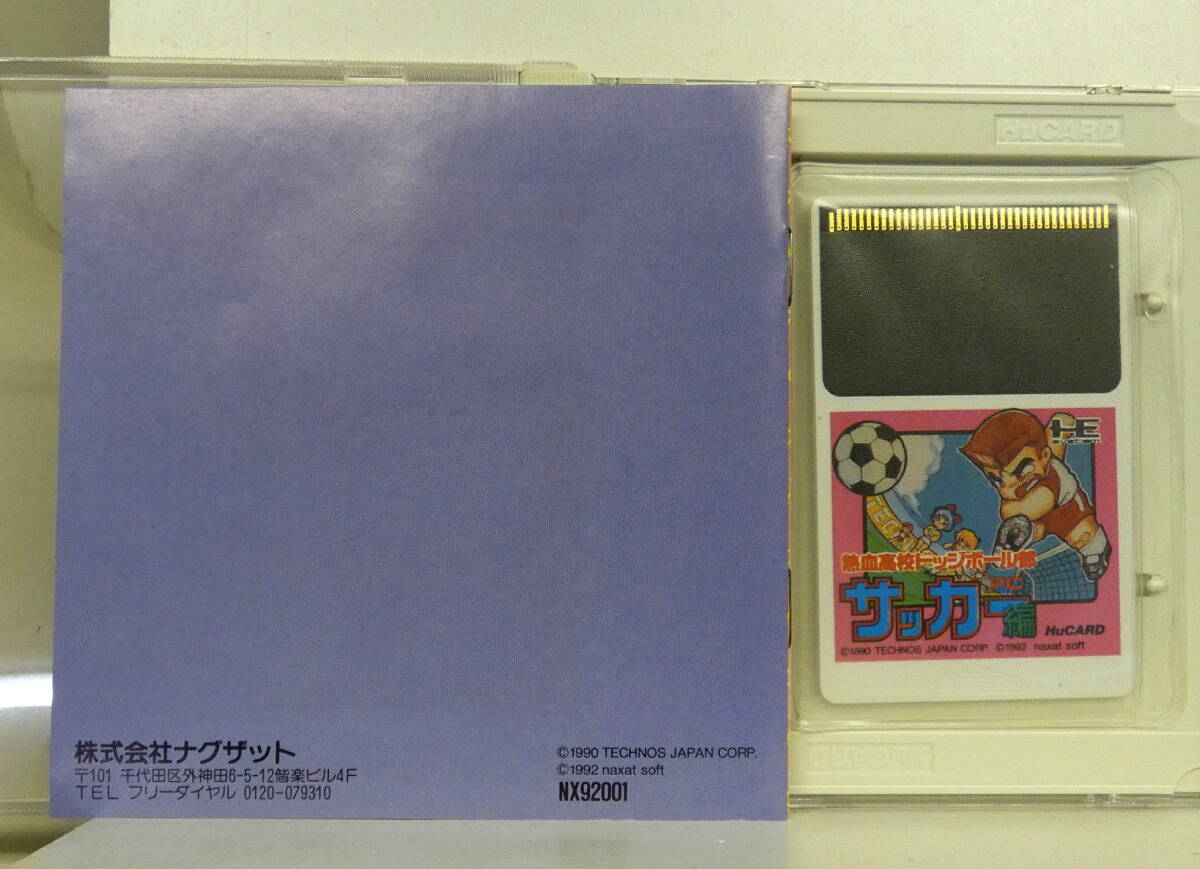 株式会社ナグザット
〒101 千代田区外神田6-5-12偕楽ビル4F
TEL フリーダイヤル 0120-079310
©1990 TECHNOS JAPAN CORP.
©1992 naxat soft
NX92001
HuCARD
HE
SYSTEM
TEC
熱血高校ドッジボール部
PC
サッカー編
HuCARD
©1990 TECHNOS JAPAN CORP. ©1992 naxat soft